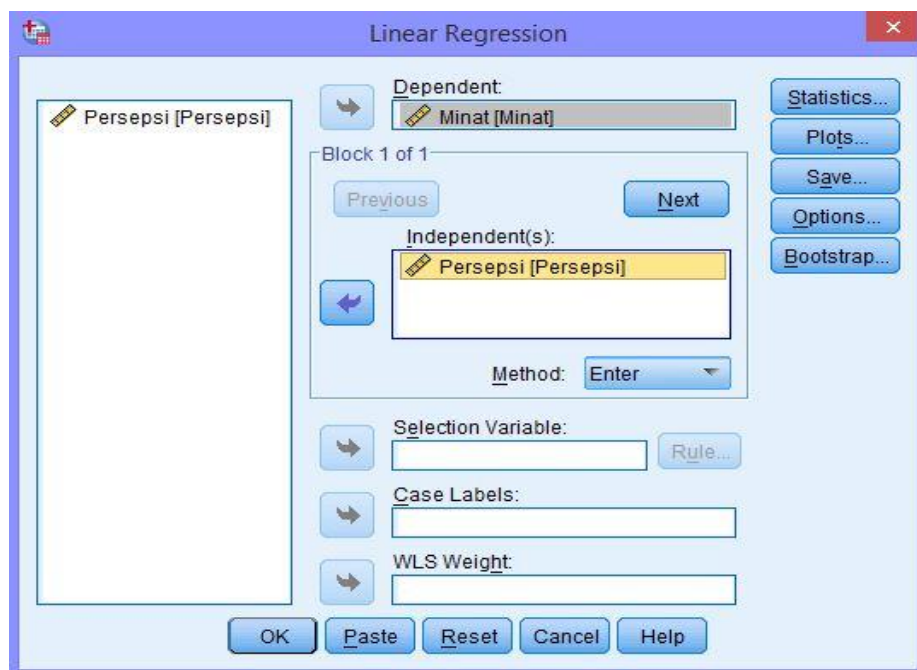 Linear Regression
Persepsi [Persepsi]
Dependent:
Minat [Minat]
Block 1 of 1
Previous
Next
Independent(s):
Persepsi [Persepsi]
Method:
Enter
Selection Variable:
Rule...
Case Labels:
WLS Weight:
Statistics...
Plots...
Save...
Options...
Bootstrap...
OK
Paste
Reset
Cancel
Help